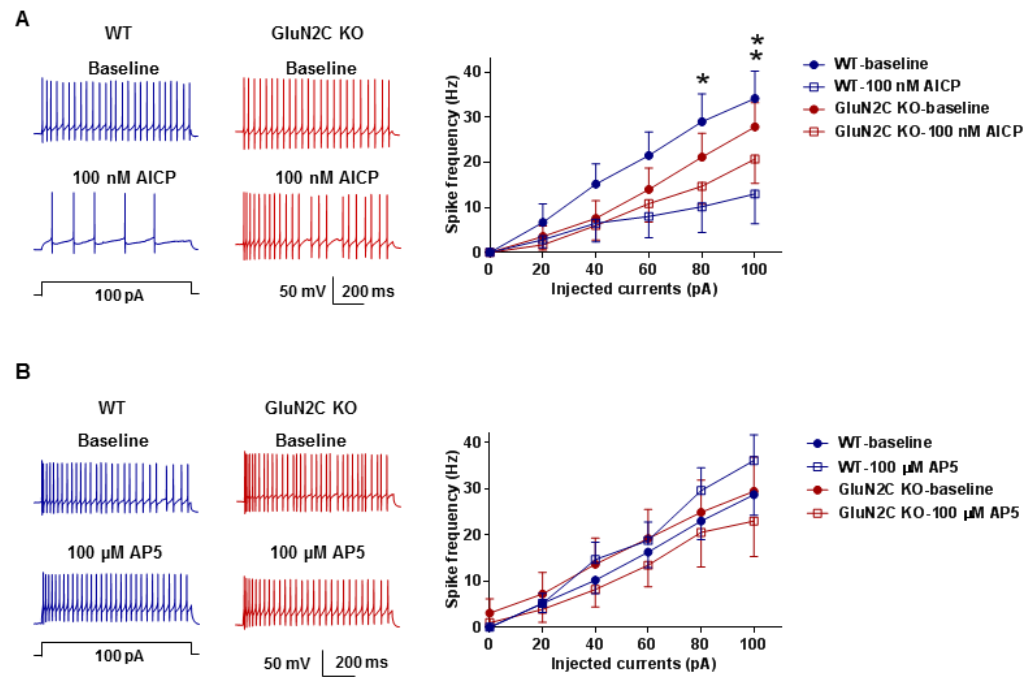 A
WT
GluN2C KO
Baseline
Baseline
100 nM AICP
100 nM AICP
100 pA
50 mV
200 ms
Spike frequency (Hz)
40
30
20
10
0
0 20 40 60 80 100
Injected currents (pA)
*
*
*
WT-baseline
WT-100 nM AICP
GluN2C KO-baseline
GluN2C KO-100 nM AICP
B
WT
GluN2C KO
Baseline
Baseline
100 µM AP5
100 µM AP5
100 pA
50 mV
200 ms
Spike frequency (Hz)
40
30
20
10
0
0 20 40 60 80 100
Injected currents (pA)
WT-baseline
WT-100 µM AP5
GluN2C KO-baseline
GluN2C KO-100 µM AP5